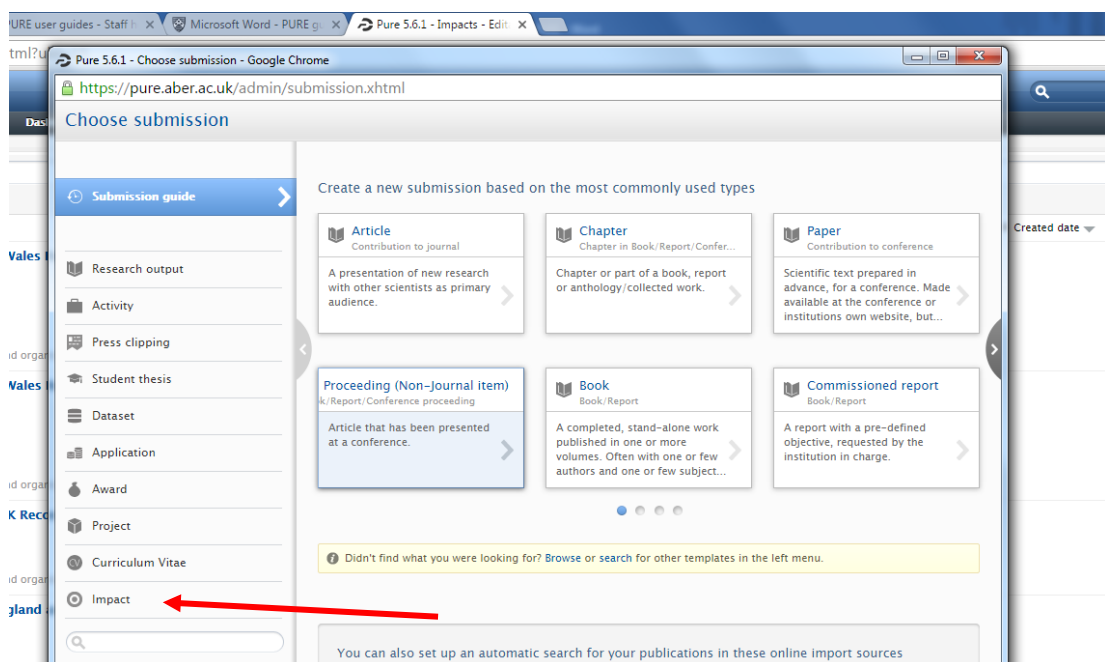 PURE user guides - Staff h
Microsoft Word - PURE gu
Pure 5.6.1 - Impacts - Edit
tml?u
Pure 5.6.1 - Choose submission - Google Chrome
https://pure.aber.ac.uk/admin/submission.xhtml
Das
Choose submission
Submission guide
Research output
Activity
Press clipping
Student thesis
Dataset
Application
Award
Project
Curriculum Vitae
Impact
Create a new submission based on the most commonly used types
Article
Contribution to journal
A presentation of new research
with other scientists as primary
audience.
Chapter
Chapter in Book/Report/Confer...
Chapter or part of a book, report
or anthology/collected work.
Paper
Contribution to conference
Scientific text prepared in
advance, for a conference. Made
available at the conference or
institutions own website, but...
Proceeding (Non-Journal item)
k/Report/Conference proceeding
Article that has been presented
at a conference.
Book
Book/Report
A completed, stand-alone work
published in one or more
volumes. Often with one or few
authors and one or few subject...
Commissioned report
Book/Report
A report with a pre-defined
objective, requested by the
institution in charge.
Didn't find what you were looking for? Browse or search for other templates in the left menu.
You can also set up an automatic search for your publications in these online import sources
Created date
Wales
nd organ
Wales
nd organ
K Reco
nd organ
gland